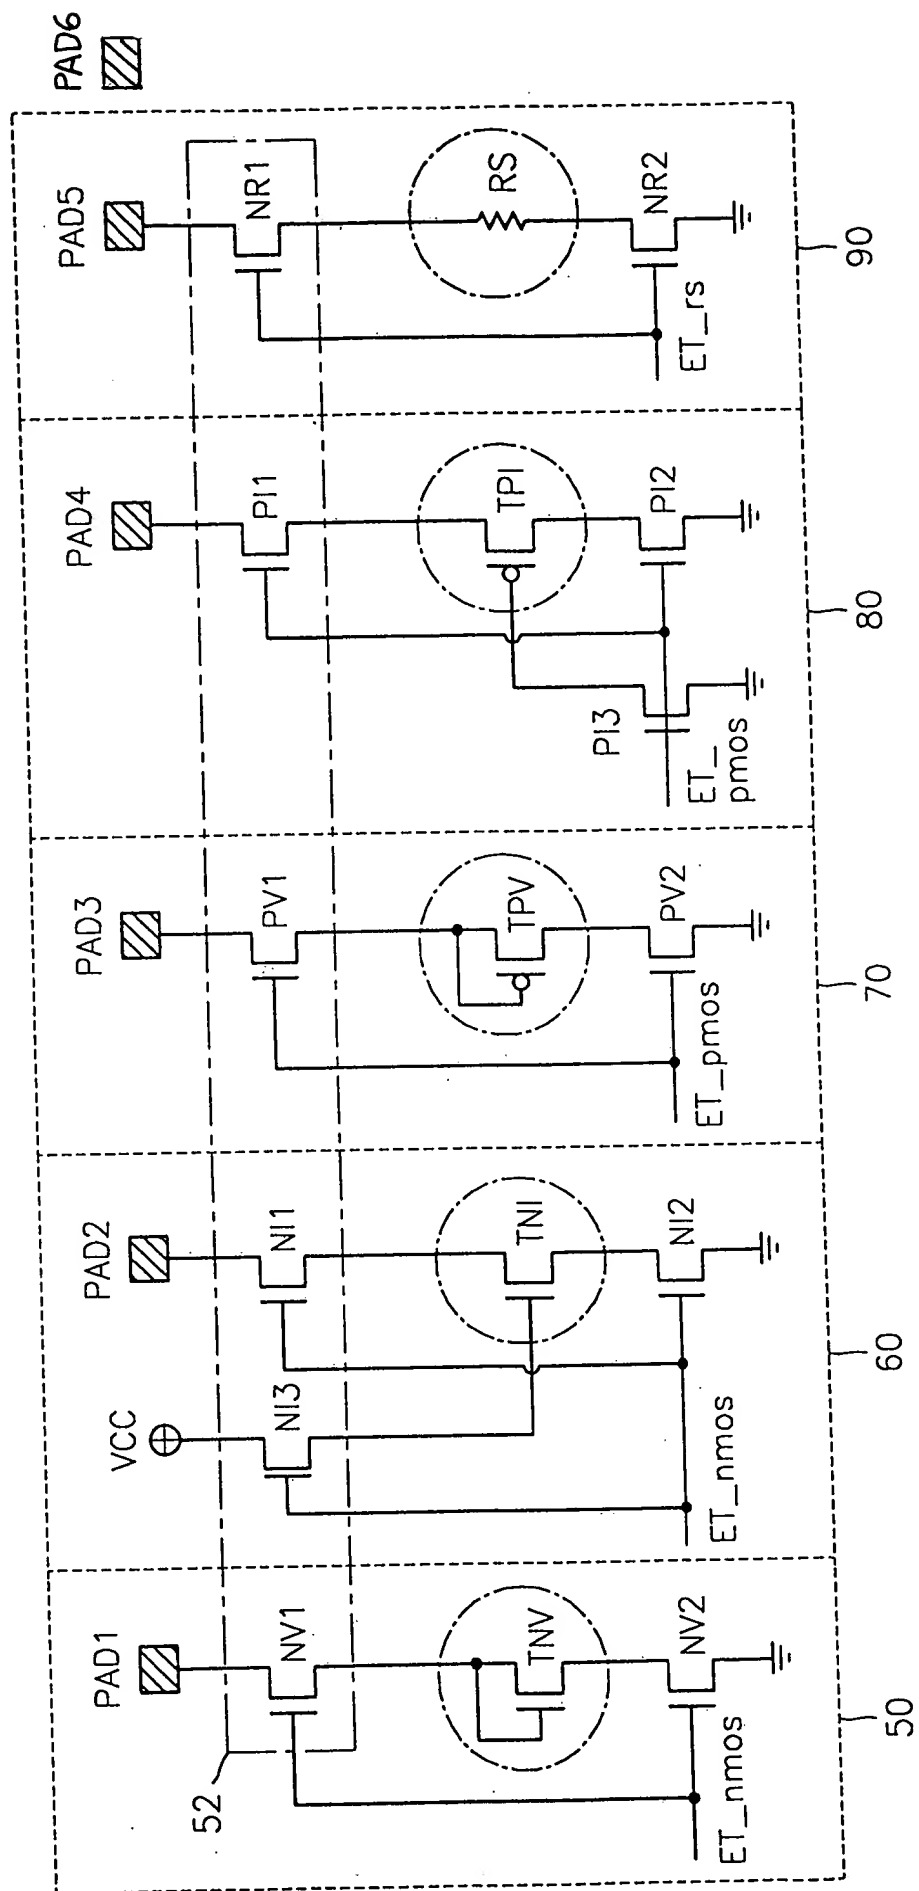 PAD1
PAD2
PAD3
PAD4
PAD5
PAD6
VCC
52
NV1
NI3
NI1
PV1
PI1
NR1
TNV
TNI
TPV
TPI
RS
NV2
NI2
PV2
PI3
PI2
NR2
ET_nmos
ET_nmos
ET_pmos
ET_
pmos
ET_rs
50
60
70
80
90